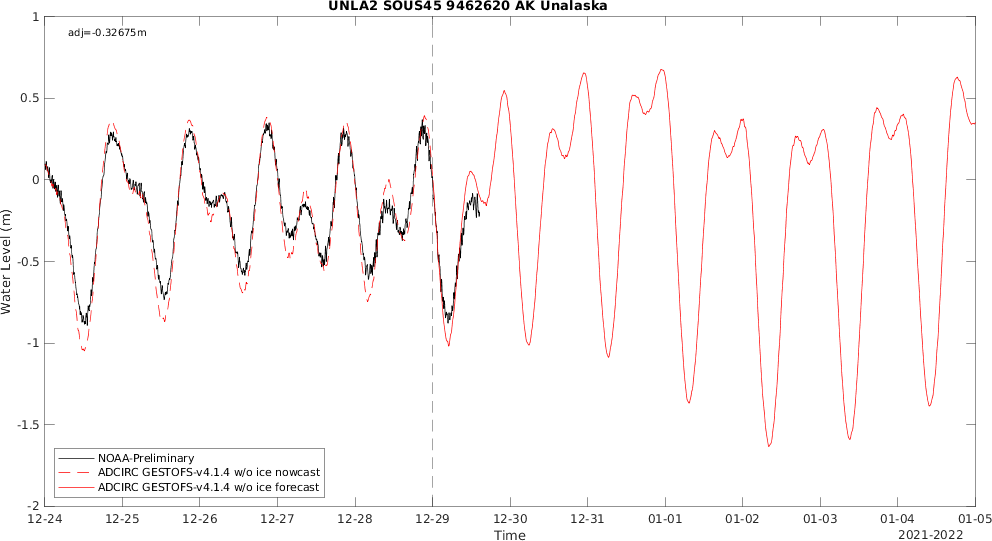 UNLA2 SOUS45 9462620 AK Unalaska
adj=-0.32675m
1
0.5
0
-0.5
-1
-1.5
-2
Water Level (m)
NOAA-Preliminary
ADCIRC GESTOFS-v4.1.4 w/o ice nowcast
ADCIRC GESTOFS-v4.1.4 w/o ice forecast
12-24 12-25 12-26 12-27 12-28 12-29 12-30 12-31 01-01 01-02 01-03 01-04 01-05
Time
2021-2022